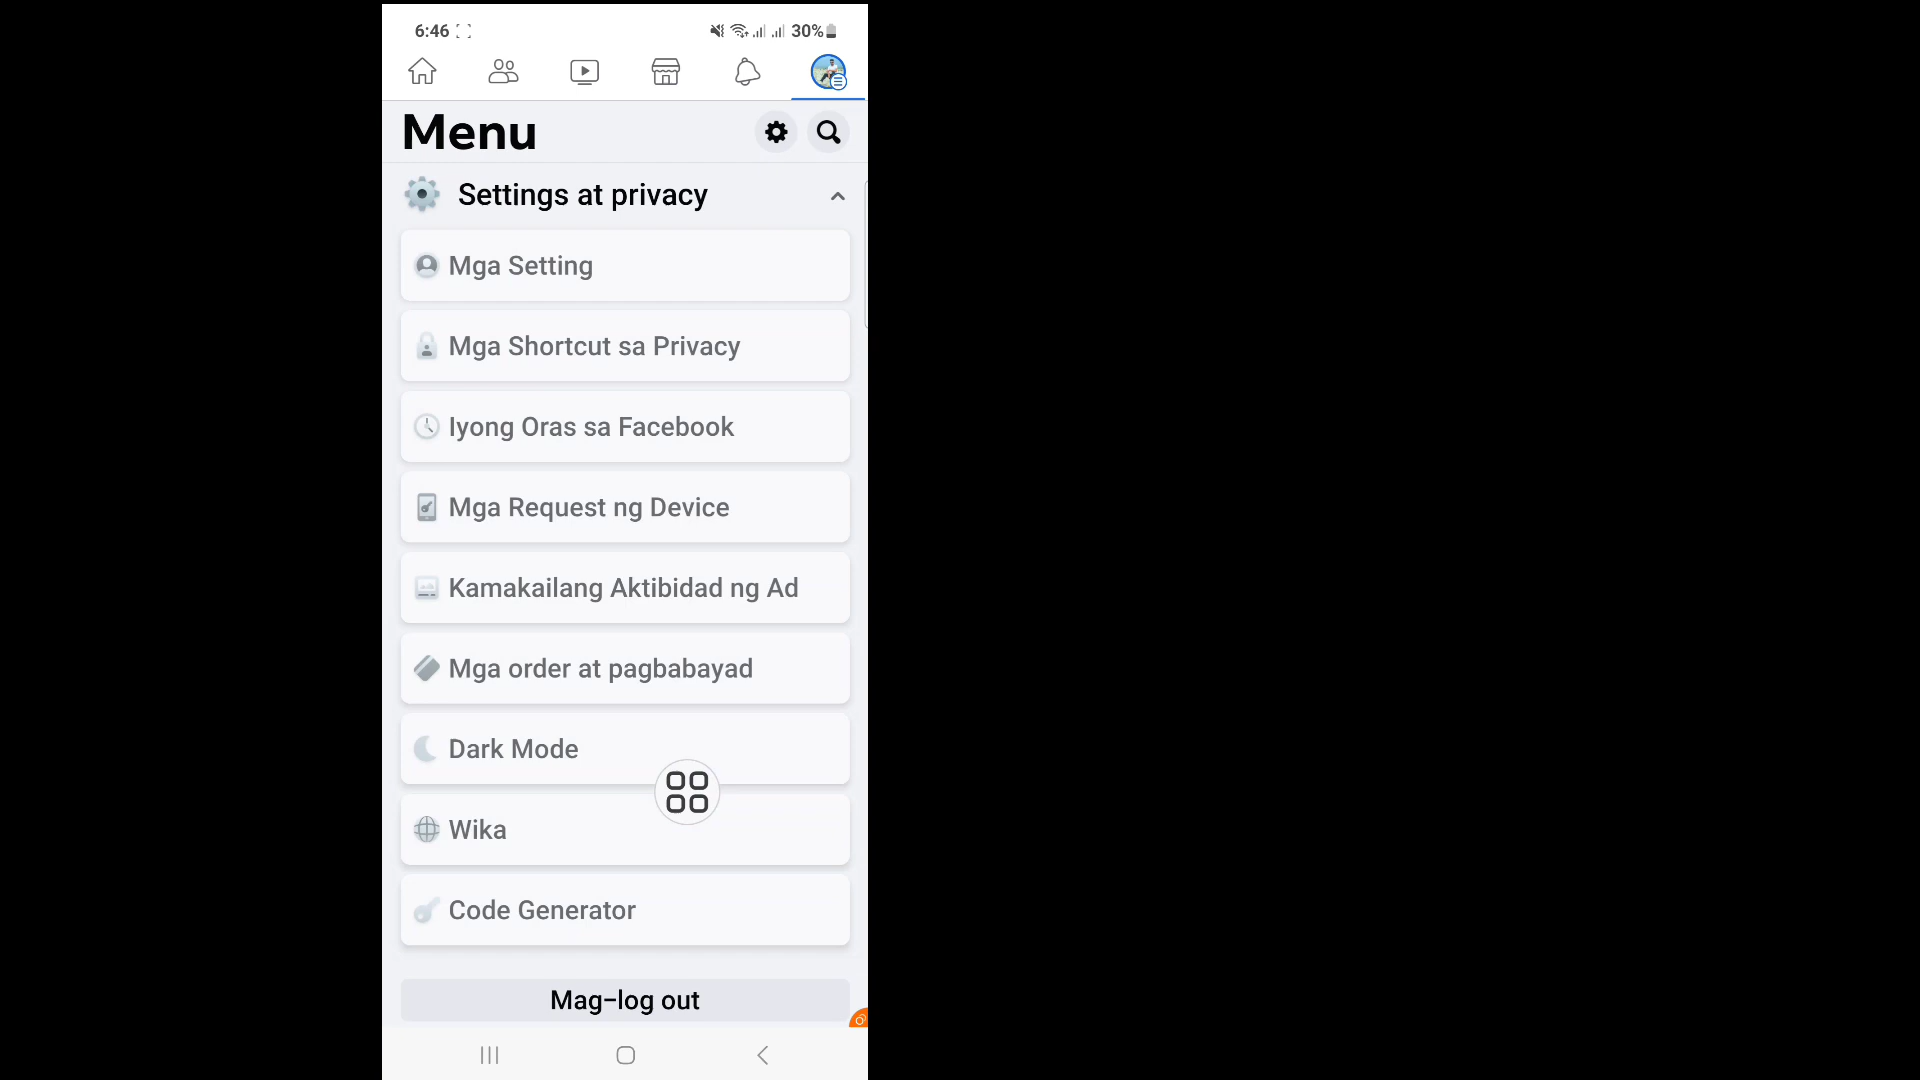 6:46 30%
Menu
Settings at privacy
Mga Setting
Mga Shortcut sa Privacy
Iyong Oras sa Facebook
Mga Request ng Device
Kamakailang Aktibidad ng Ad
Mga order at pagbabayad
Dark Mode
Wika
Code Generator
Mag-log out